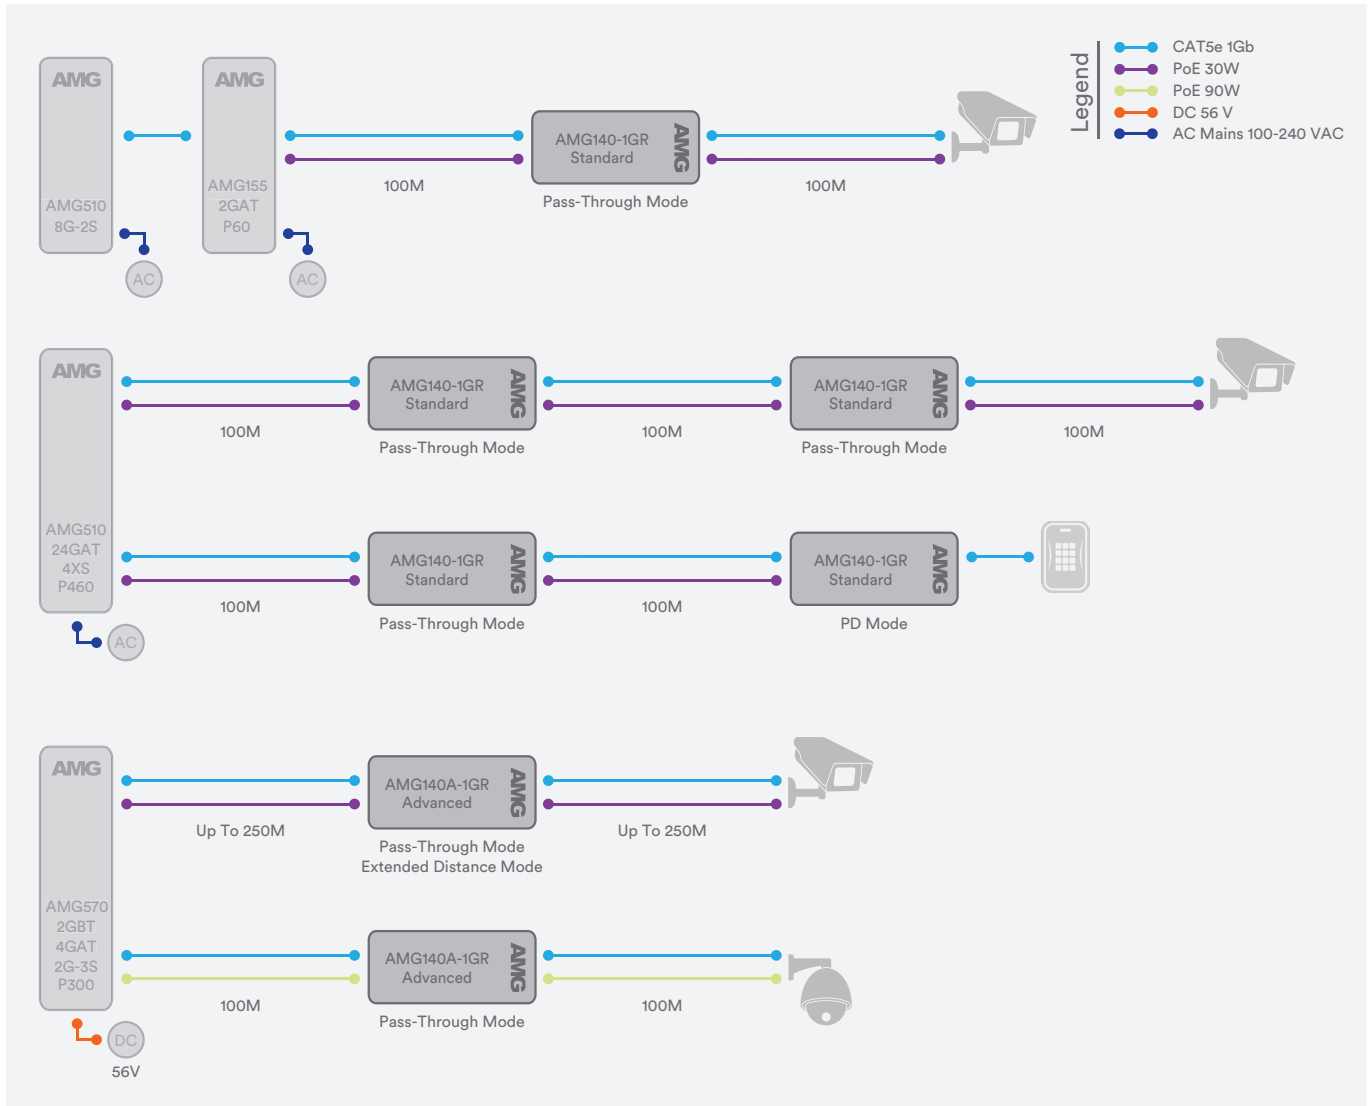 Legend
CAT5e 1Gb
PoE 30W
PoE 90W
DC 56 V
AC Mains 100-240 VAC
AMG
AMG510
8G-2S
AC
AMG
AMG155
2GAT
P60
AC
100M
AMG140-1GR
Standard
AMG
Pass-Through Mode
100M
AMG
AMG510
24GAT
4XS
P460
AC
100M
AMG140-1GR
Standard
AMG
Pass-Through Mode
100M
AMG140-1GR
Standard
AMG
Pass-Through Mode
100M
100M
AMG140-1GR
Standard
AMG
Pass-Through Mode
100M
AMG140-1GR
Standard
AMG
PD Mode
AMG
AMG570
2GBT
4GAT
2G-3S
P300
DC
56V
Up To 250M
AMG140A-1GR
Advanced
AMG
Pass-Through Mode
Extended Distance Mode
Up To 250M
100M
AMG140A-1GR
Advanced
AMG
Pass-Through Mode
100M